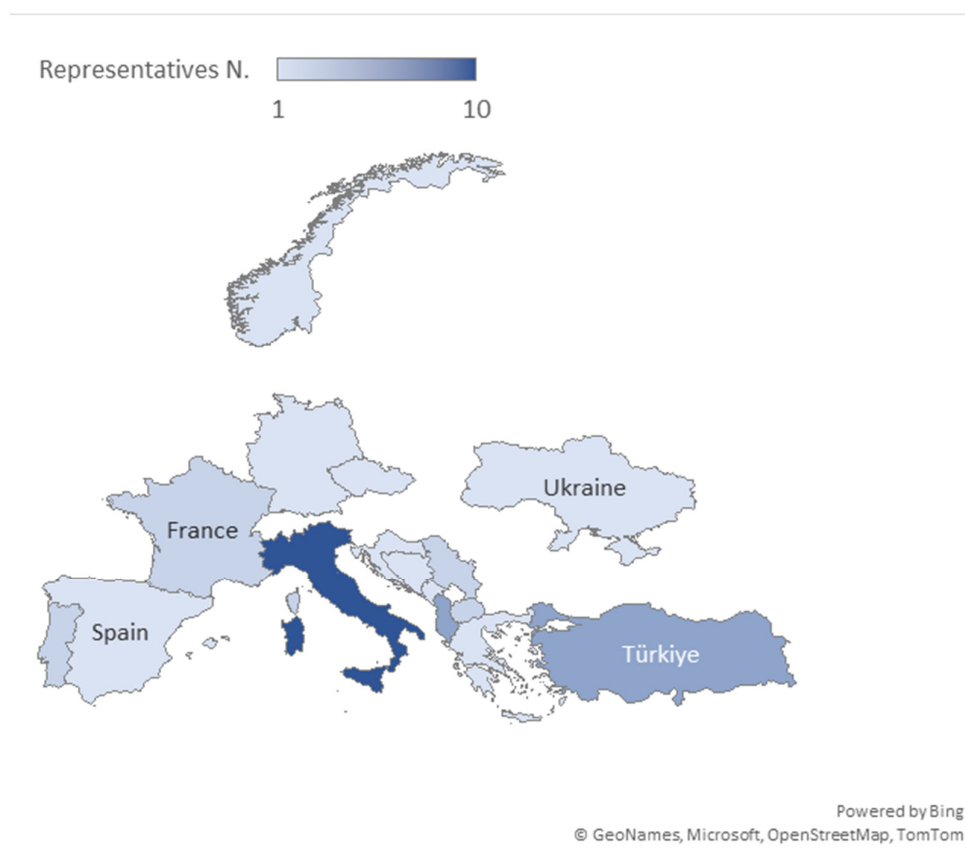 Representatives N.
1 10
Ukraine
France
Spain
Türkiye
Powered by Bing
© GeoNames, Microsoft, OpenStreetMap, TomTom